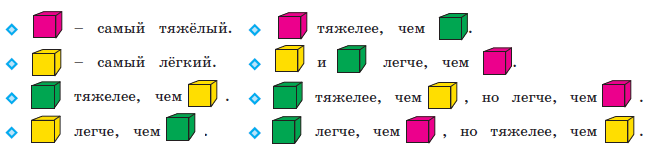 – самый тяжёлый.
– самый лёгкий.
тяжелее, чем .
легче, чем .
тяжелее, чем .
и легче, чем .
тяжелее, чем , но легче, чем .
легче, чем , но тяжелее, чем .